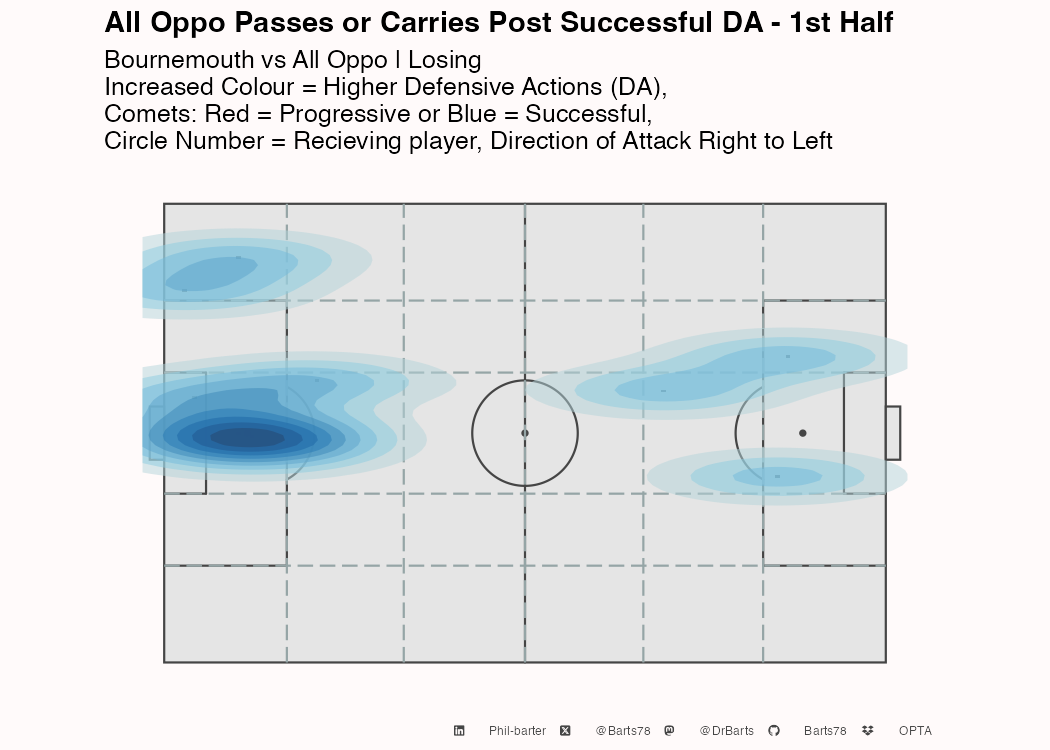 All Oppo Passes or Carries Post Successful DA - 1st Half
Bournemouth vs All Oppo | Losing
Increased Colour = Higher Defensive Actions (DA),
Comets: Red = Progressive or Blue = Successful,
Circle Number = Recieving player, Direction of Attack Right to Left
Phil-barter @Barts78 @DrBarts Barts78 OPTA